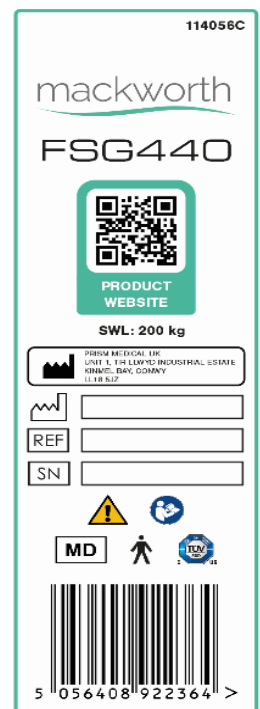 114056C
mackworth
FSG440
PRODUCT
WEBSITE
SWL: 200 kg
PRISM MEDICAL UK
UNIT 1, TIR LLWYD INDUSTRIAL ESTATE
KINMEL BAY, CONWY
LL18 5JZ
REF
SN
MD
TÜV
5 056408 922364 >